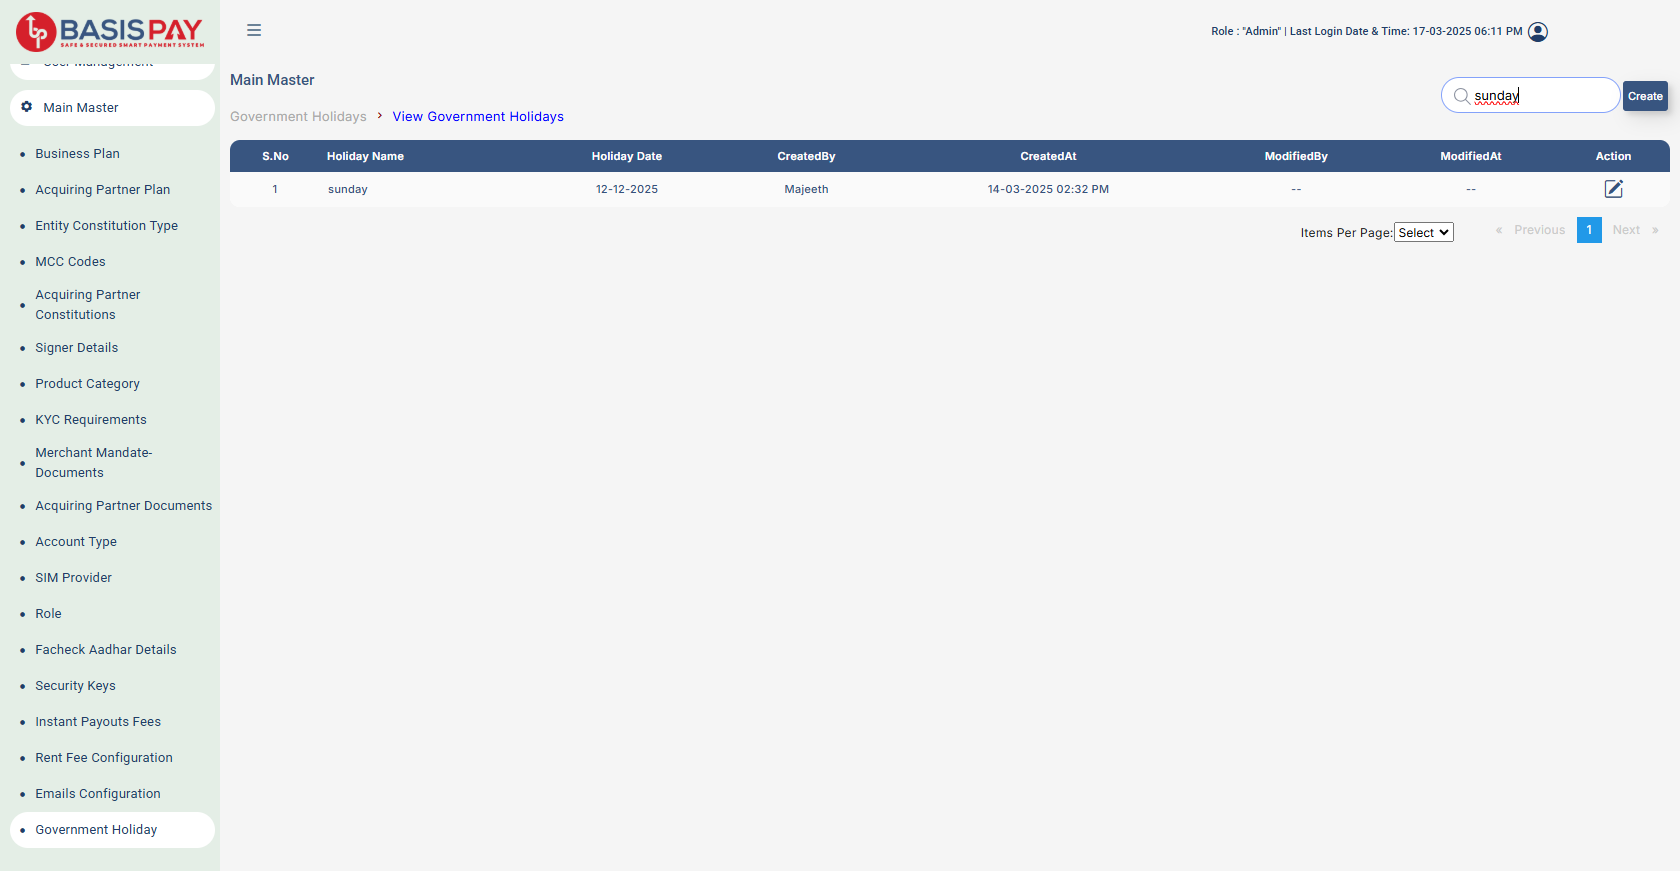 BASISPAY
SAFE & SECURED SMART PAYMENT SYSTEM
Role : "Admin" | Last Login Date & Time: 17-03-2025 06:11 PM
User Management
Main Master
Business Plan
Acquiring Partner Plan
Entity Constitution Type
MCC Codes
Acquiring Partner
Constitutions
Signer Details
Product Category
KYC Requirements
Merchant Mandate-
Documents
Acquiring Partner Documents
Account Type
SIM Provider
Role
Facheck Aadhar Details
Security Keys
Instant Payouts Fees
Rent Fee Configuration
Emails Configuration
Government Holiday
Main Master
sunday
Create
Government Holidays > View Government Holidays
S.No Holiday Name Holiday Date CreatedBy CreatedAt ModifiedBy ModifiedAt Action
1 sunday 12-12-2025 Majeeth 14-03-2025 02:32 PM -- --
Items Per Page: Select « Previous 1 Next »